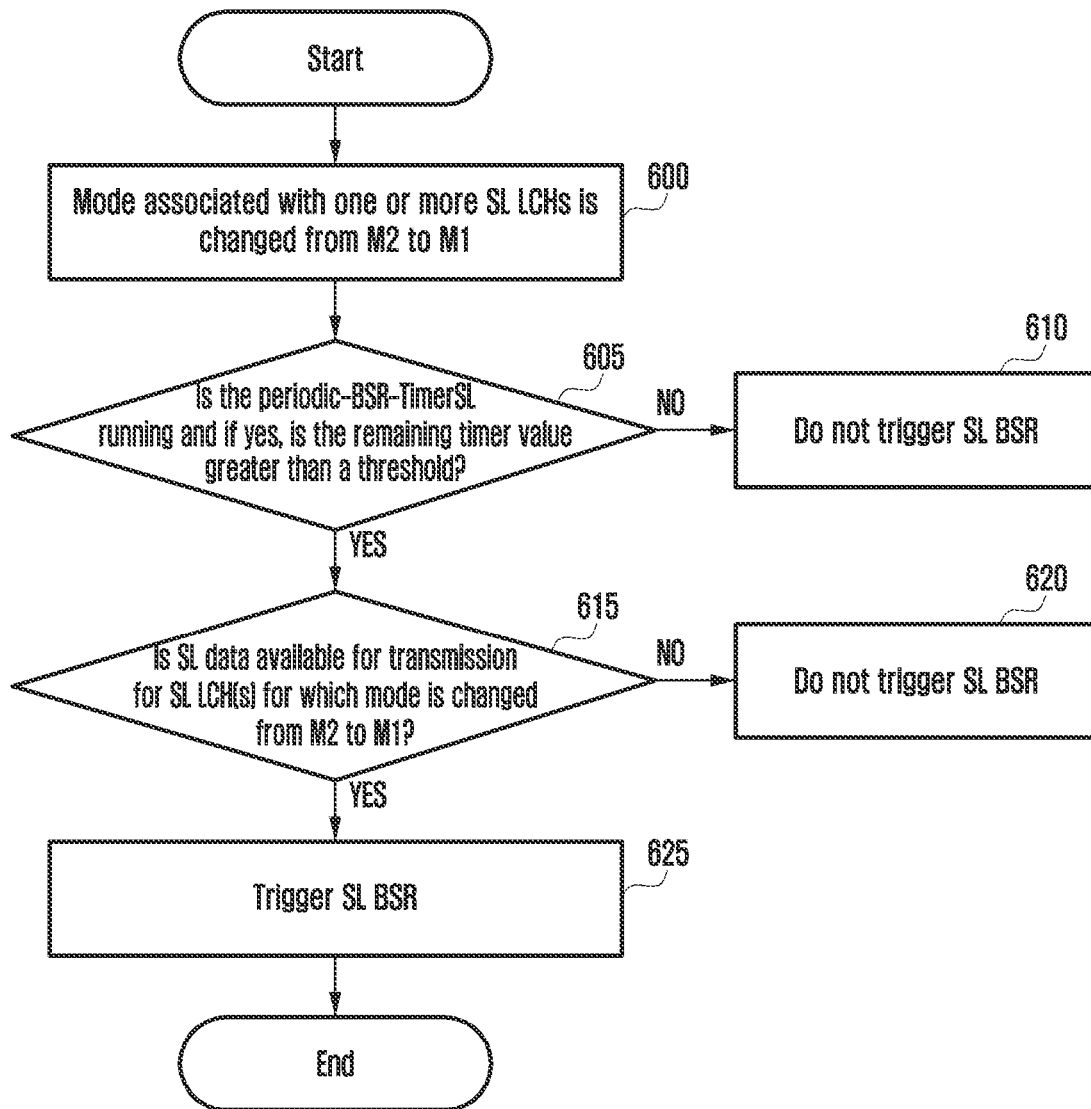 Start
600
Mode associated with one or more SL LCHs is
changed from M2 to M1
605
Is the periodic-BSR-TimerSL
running and if yes, is the remaining timer value
greater than a threshold?
NO
610
Do not trigger SL BSR
YES
615
Is SL data available for transmission
for SL LCH(s) for which mode is changed
from M2 to M1?
NO
620
Do not trigger SL BSR
YES
625
Trigger SL BSR
End